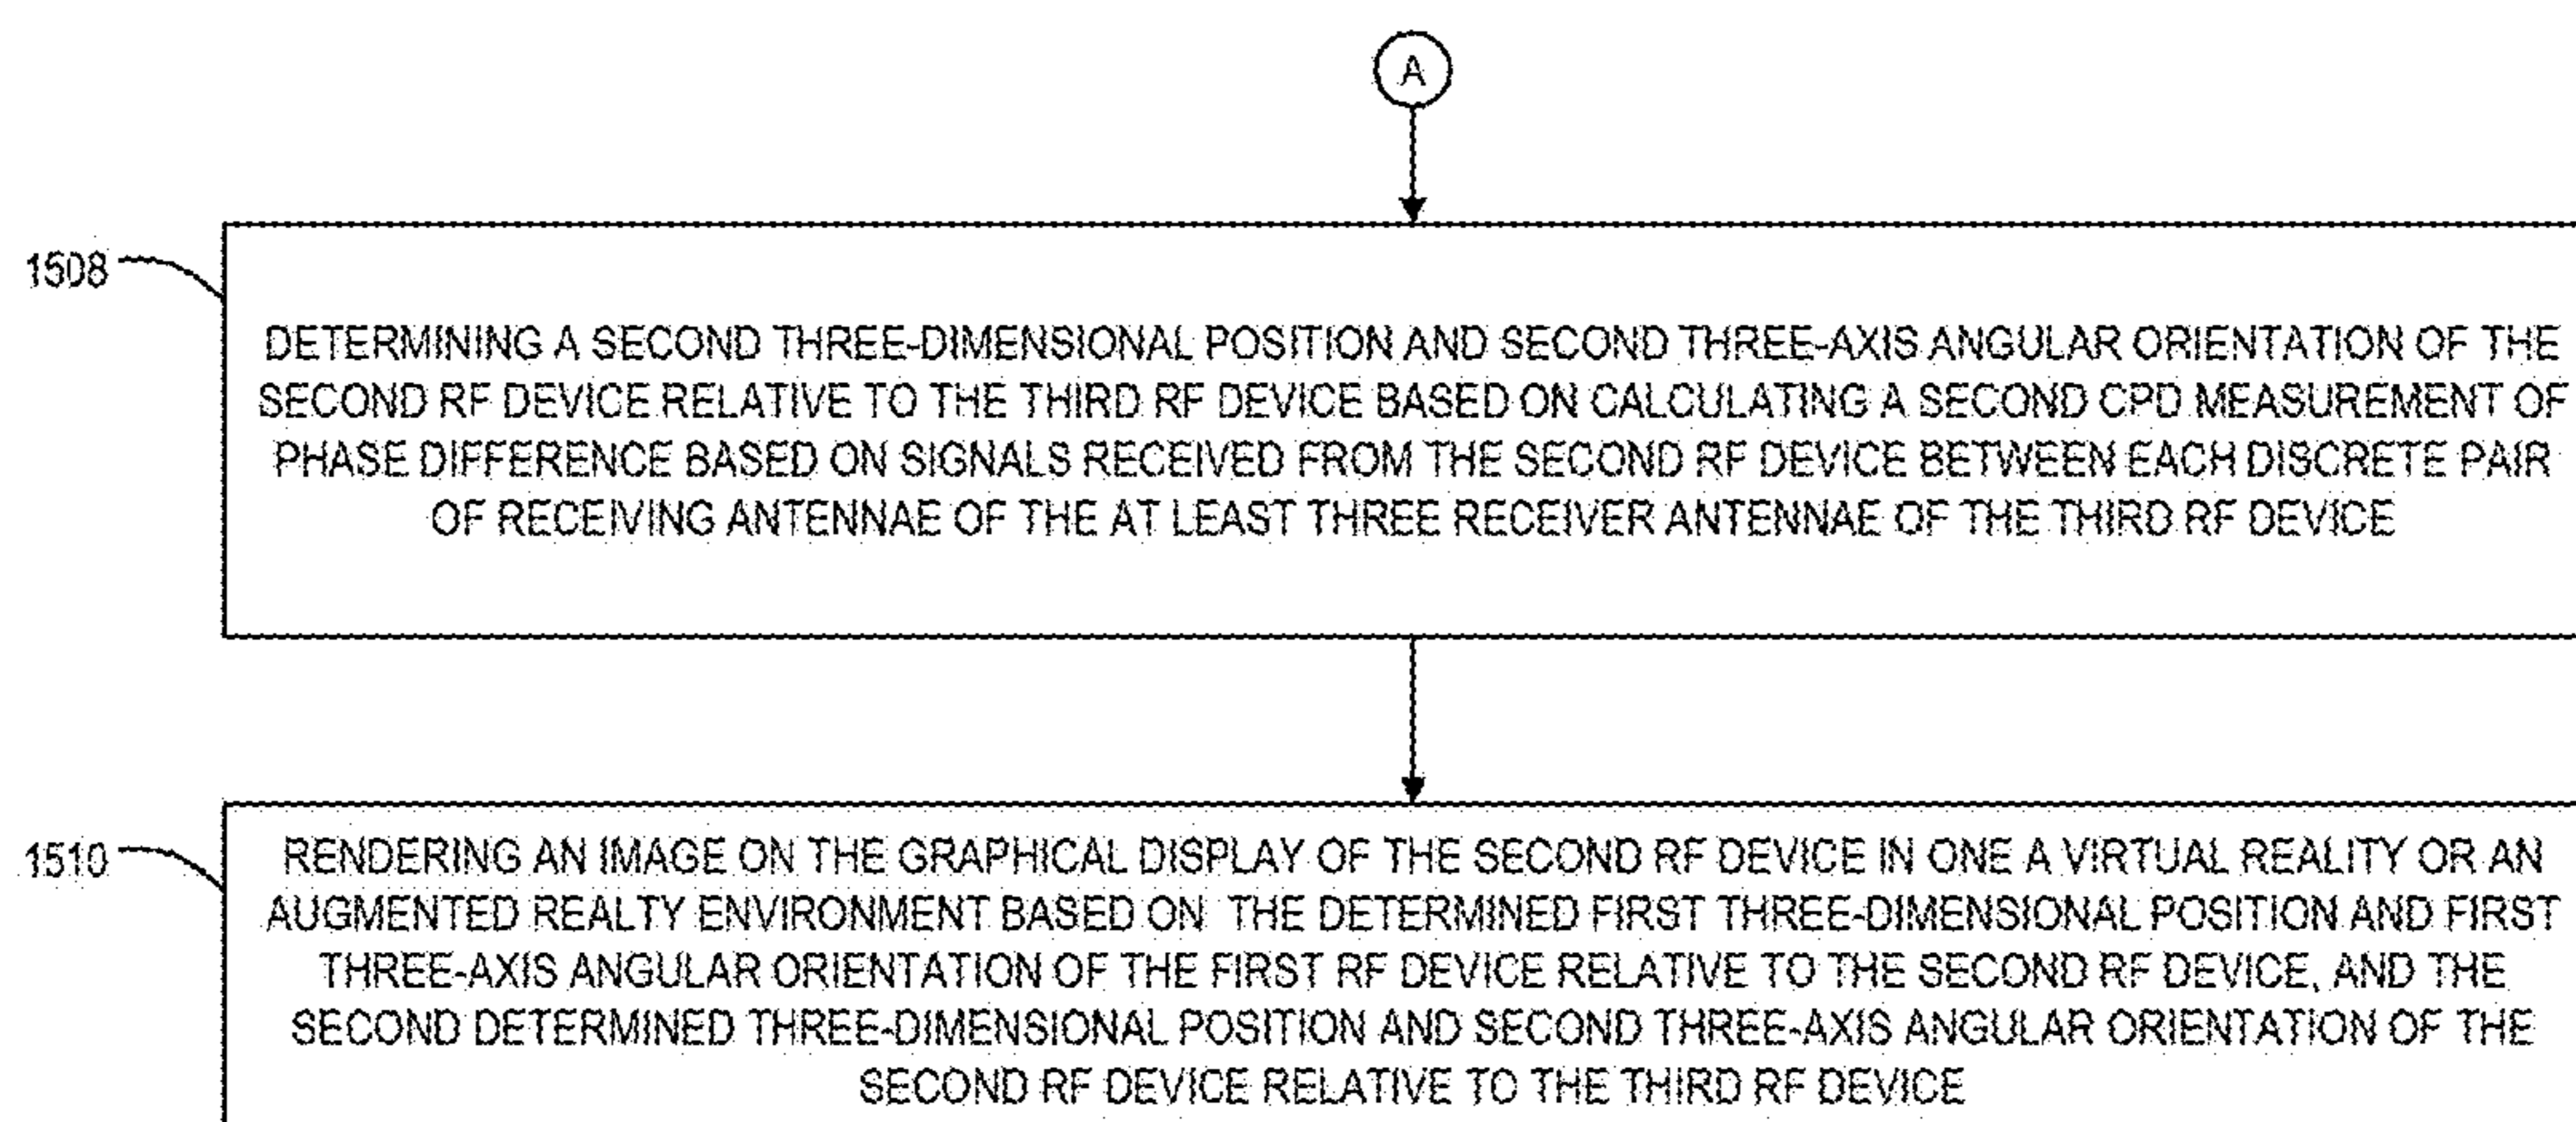 A
1508
DETERMINING A SECOND THREE-DIMENSIONAL POSITION AND SECOND THREE-AXIS ANGULAR ORIENTATION OF THE
SECOND RF DEVICE RELATIVE TO THE THIRD RF DEVICE BASED ON CALCULATING A SECOND CPD MEASUREMENT OF
PHASE DIFFERENCE BASED ON SIGNALS RECEIVED FROM THE SECOND RF DEVICE BETWEEN EACH DISCRETE PAIR
OF RECEIVING ANTENNAE OF THE AT LEAST THREE RECEIVER ANTENNAE OF THE THIRD RF DEVICE
1510
RENDERING AN IMAGE ON THE GRAPHICAL DISPLAY OF THE SECOND RF DEVICE IN ONE A VIRTUAL REALITY OR AN
AUGMENTED REALTY ENVIRONMENT BASED ON THE DETERMINED FIRST THREE-DIMENSIONAL POSITION AND FIRST
THREE-AXIS ANGULAR ORIENTATION OF THE FIRST RF DEVICE RELATIVE TO THE SECOND RF DEVICE, AND THE
SECOND DETERMINED THREE-DIMENSIONAL POSITION AND SECOND THREE-AXIS ANGULAR ORIENTATION OF THE
SECOND RF DEVICE RELATIVE TO THE THIRD RF DEVICE